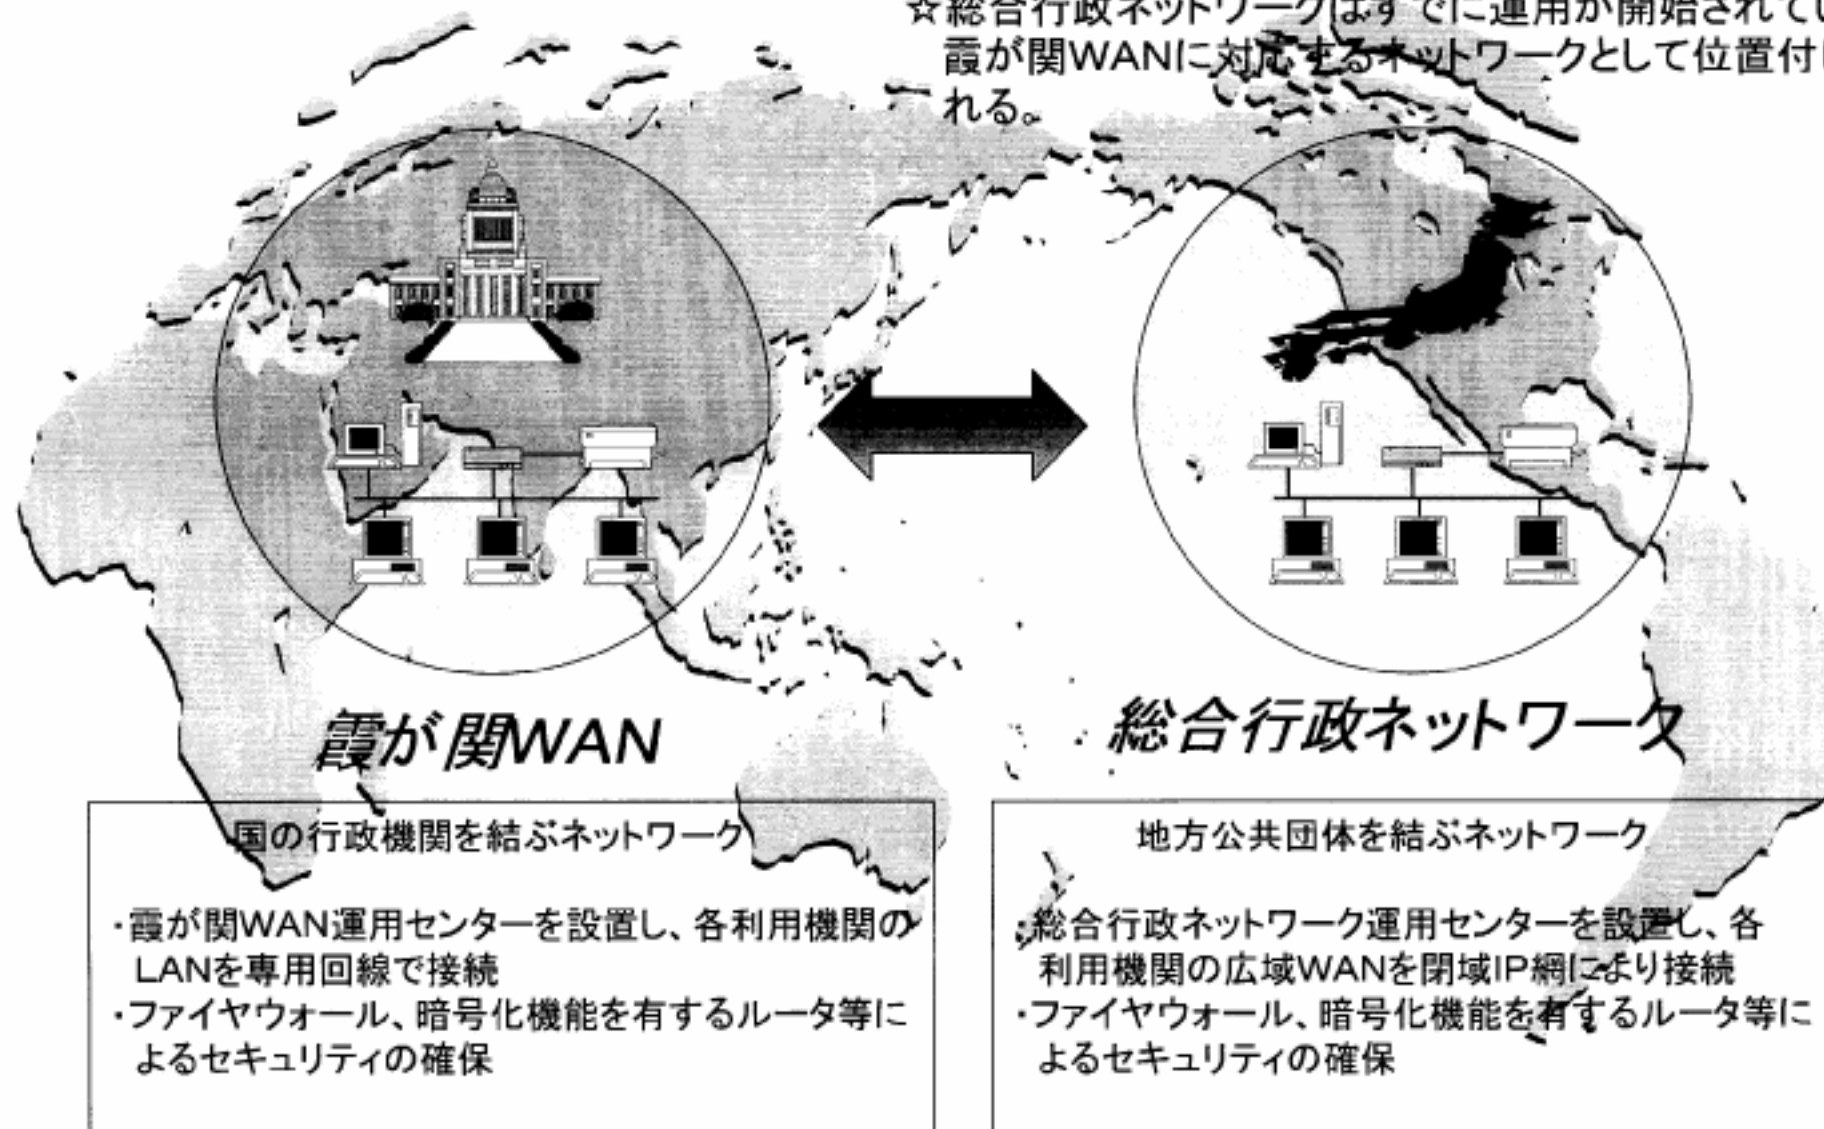 ☆総合行政ネットワークはすでに運用が開始されてい
霞が関WANに対応するネットワークとして位置付け
れる。
霞が関WAN
国の行政機関を結ぶネットワーク
・霞が関WAN運用センターを設置し、各利用機関の
LANを専用回線で接続
・ファイヤウォール、暗号化機能を有するルータ等に
よるセキュリティの確保
総合行政ネットワーク
地方公共団体を結ぶネットワーク
・総合行政ネットワーク運用センターを設置し、各
利用機関の広域WANを閉域IP網により接続
・ファイヤウォール、暗号化機能を有するルータ等に
よるセキュリティの確保